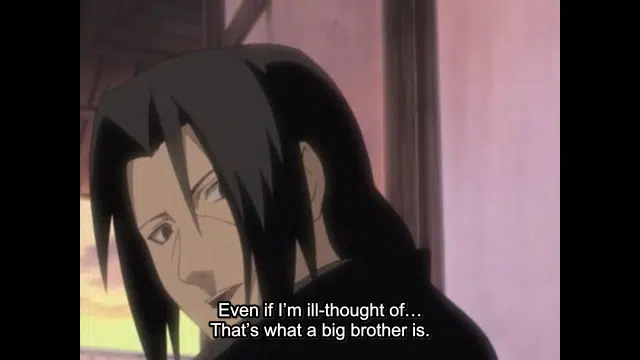 Even if I'm ill-thought of…
That's what a big brother is.